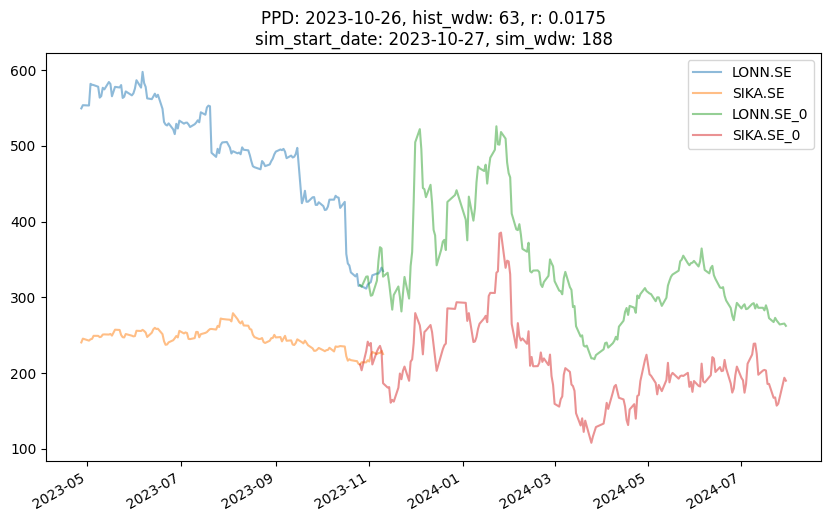 PPD: 2023-10-26, hist_wdw: 63, r: 0.0175
sim_start_date: 2023-10-27, sim_wdw: 188
LONN.SE
SIKA.SE
LONN.SE_0
SIKA.SE_0
600
500
400
300
200
100
2023-05
2023-07
2023-09
2023-11
2024-01
2024-03
2024-05
2024-07